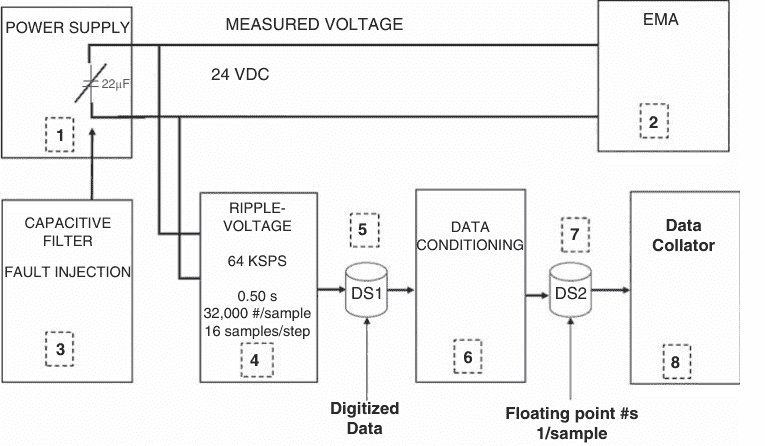 POWER SUPPLY
MEASURED VOLTAGE
EMA
22µF
24 VDC
1
2
CAPACITIVE
FILTER
FAULT INJECTION
3
RIPPLE-
VOLTAGE
64 KSPS
0.50 s
32,000 #/sample
16 samples/step
4
5
DS1
Digitized
Data
DATA
CONDITIONING
6
7
DS2
Floating point #s
1/sample
Data
Collator
8